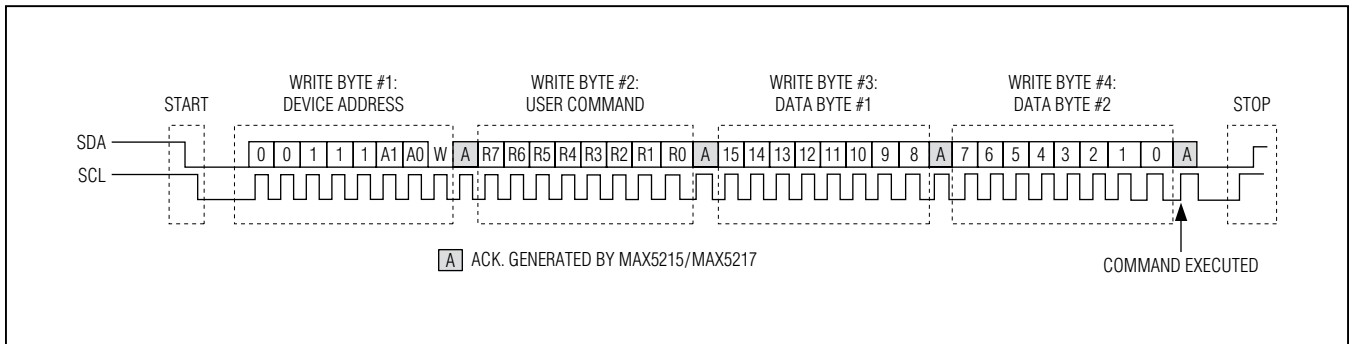 WRITE BYTE #1:
DEVICE ADDRESS
WRITE BYTE #2:
USER COMMAND
WRITE BYTE #3:
DATA BYTE #1
WRITE BYTE #4:
DATA BYTE #2
START
STOP
SDA
0 0 1 1 1 A1 A0 W A R7 R6 R5 R4 R3 R2 R1 R0 A 15 14 13 12 11 10 9 8 A 7 6 5 4 3 2 1 0 A
SCL
A ACK. GENERATED BY MAX5215/MAX5217
COMMAND EXECUTED